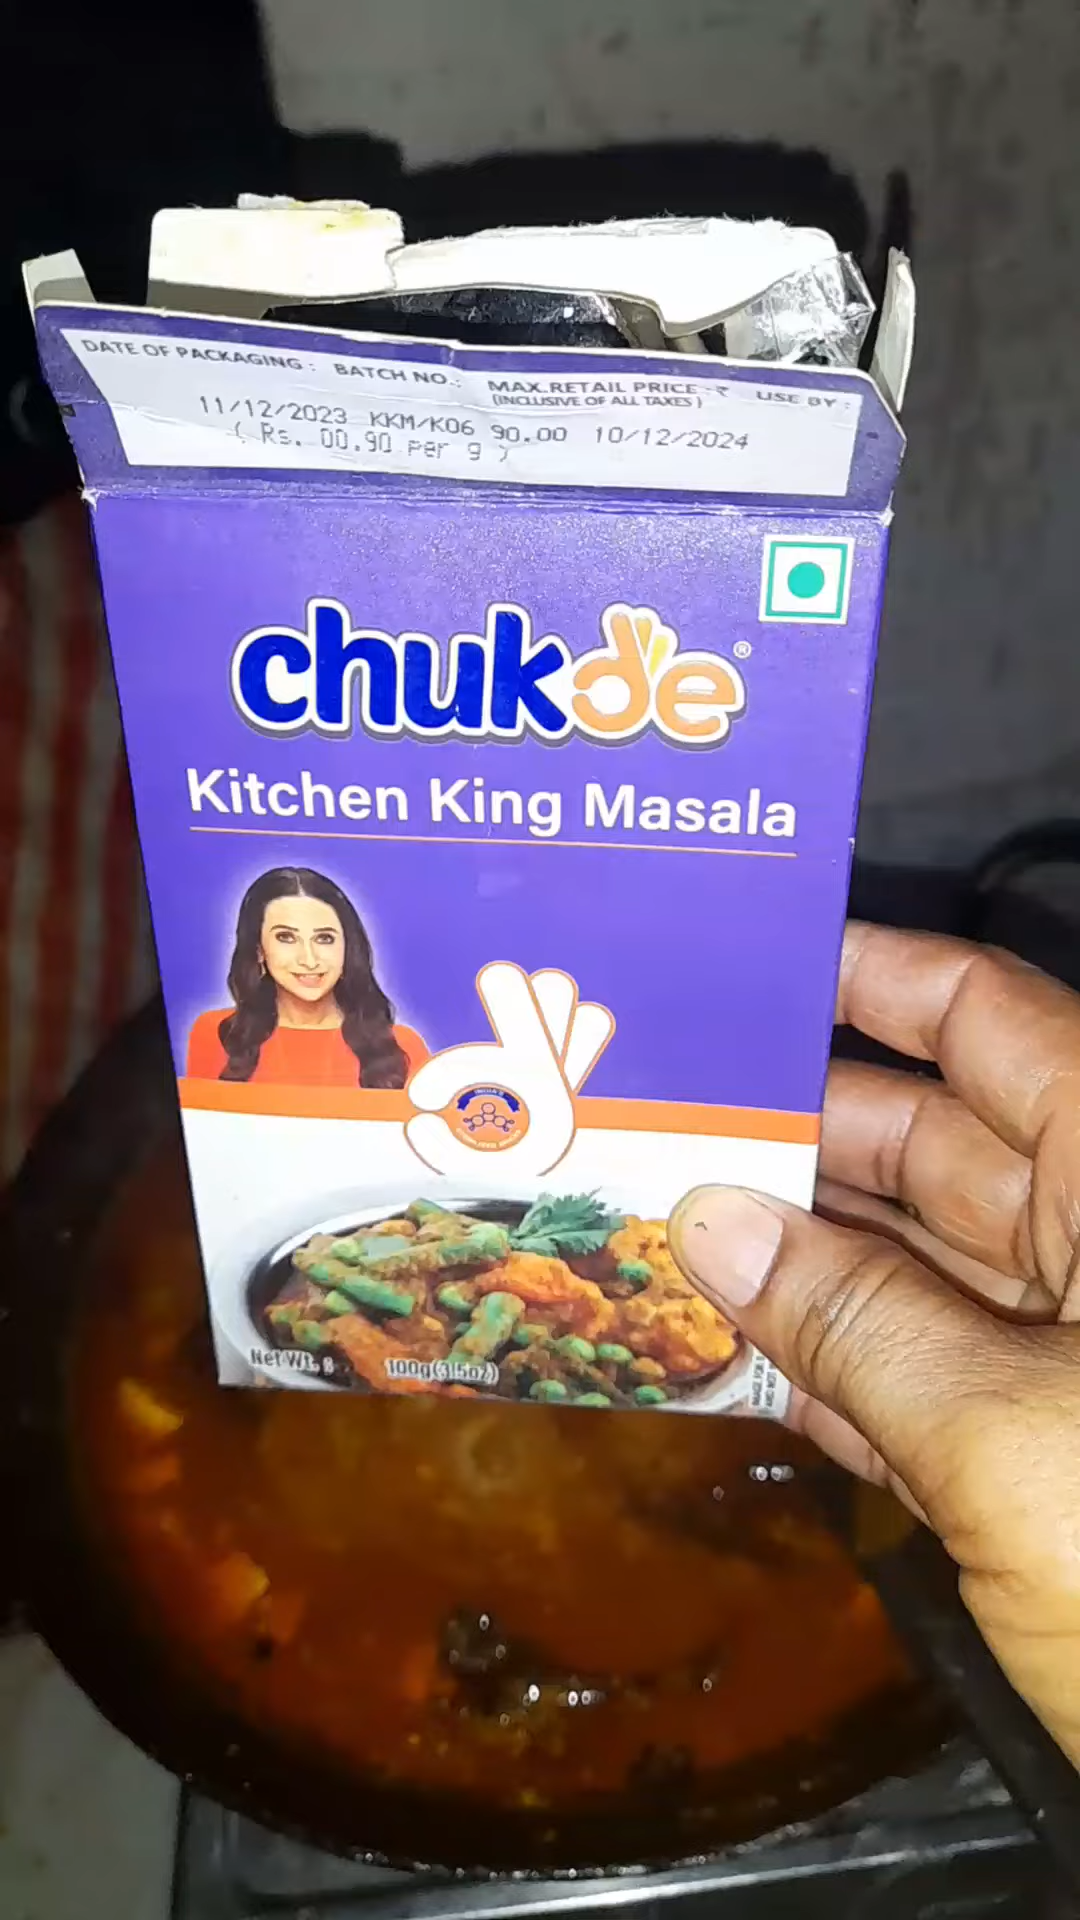 DATE OF PACKAGING : BATCH NO.: MAX.RETAIL PRICE : ₹ USE BY :
(INCLUSIVE OF ALL TAXES)
11/12/2023 KKM/K06 90.00 10/12/2024
( Rs. 00.90 per g )
chukde®
Kitchen King Masala
INDIA'S
Net Wt. : 100g(3.5oz)